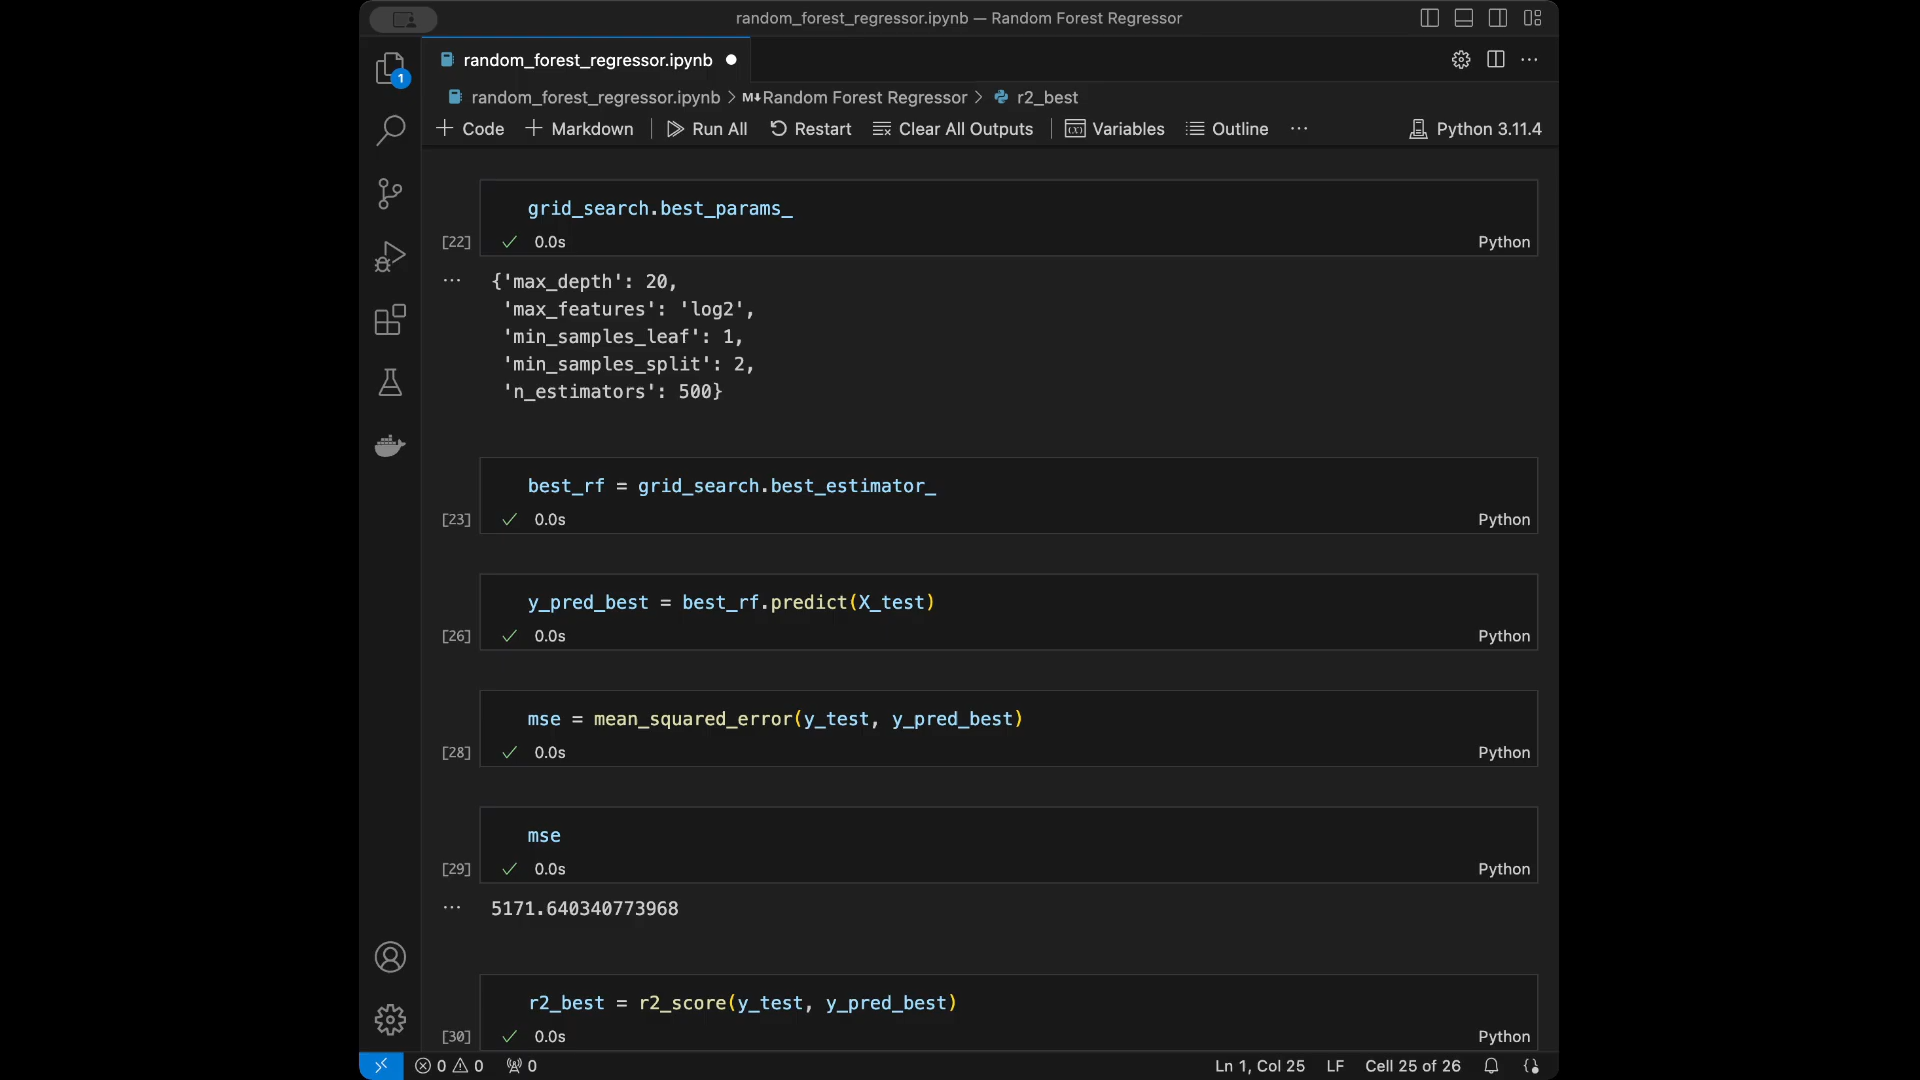 random_forest_regressor.ipynb — Random Forest Regressor
random_forest_regressor.ipynb
1
random_forest_regressor.ipynb > M↓Random Forest Regressor > r2_best
+ Code + Markdown Run All Restart Clear All Outputs Variables Outline ... Python 3.11.4
grid_search.best_params_
[22] ✓ 0.0s Python
... {'max_depth': 20,
'max_features': 'log2',
'min_samples_leaf': 1,
'min_samples_split': 2,
'n_estimators': 500}
best_rf = grid_search.best_estimator_
[23] ✓ 0.0s Python
y_pred_best = best_rf.predict(X_test)
[26] ✓ 0.0s Python
mse = mean_squared_error(y_test, y_pred_best)
[28] ✓ 0.0s Python
mse
[29] ✓ 0.0s Python
... 5171.640340773968
r2_best = r2_score(y_test, y_pred_best)
[30] ✓ 0.0s Python
0 0 0 Ln 1, Col 25 LF Cell 25 of 26